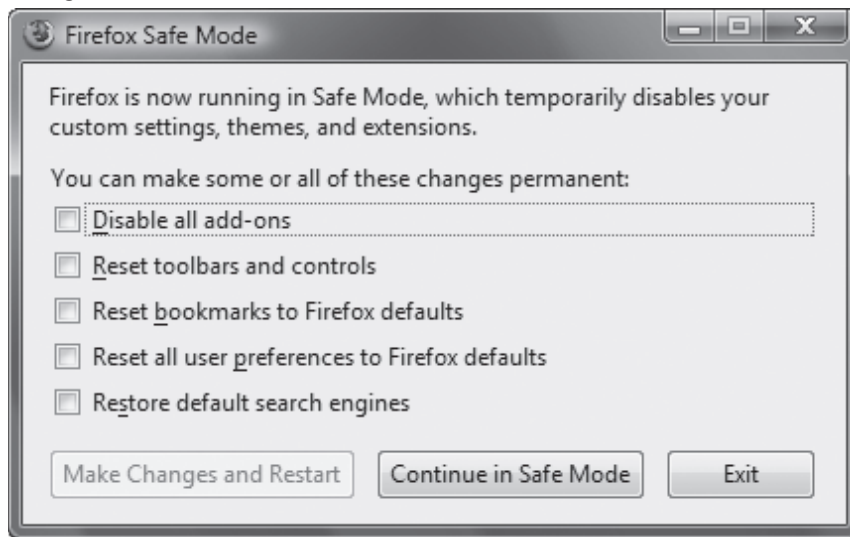 Firefox Safe Mode
Firefox is now running in Safe Mode, which temporarily disables your
custom settings, themes, and extensions.
You can make some or all of these changes permanent:
Disable all add-ons
Reset toolbars and controls
Reset bookmarks to Firefox defaults
Reset all user preferences to Firefox defaults
Restore default search engines
Make Changes and Restart Continue in Safe Mode Exit